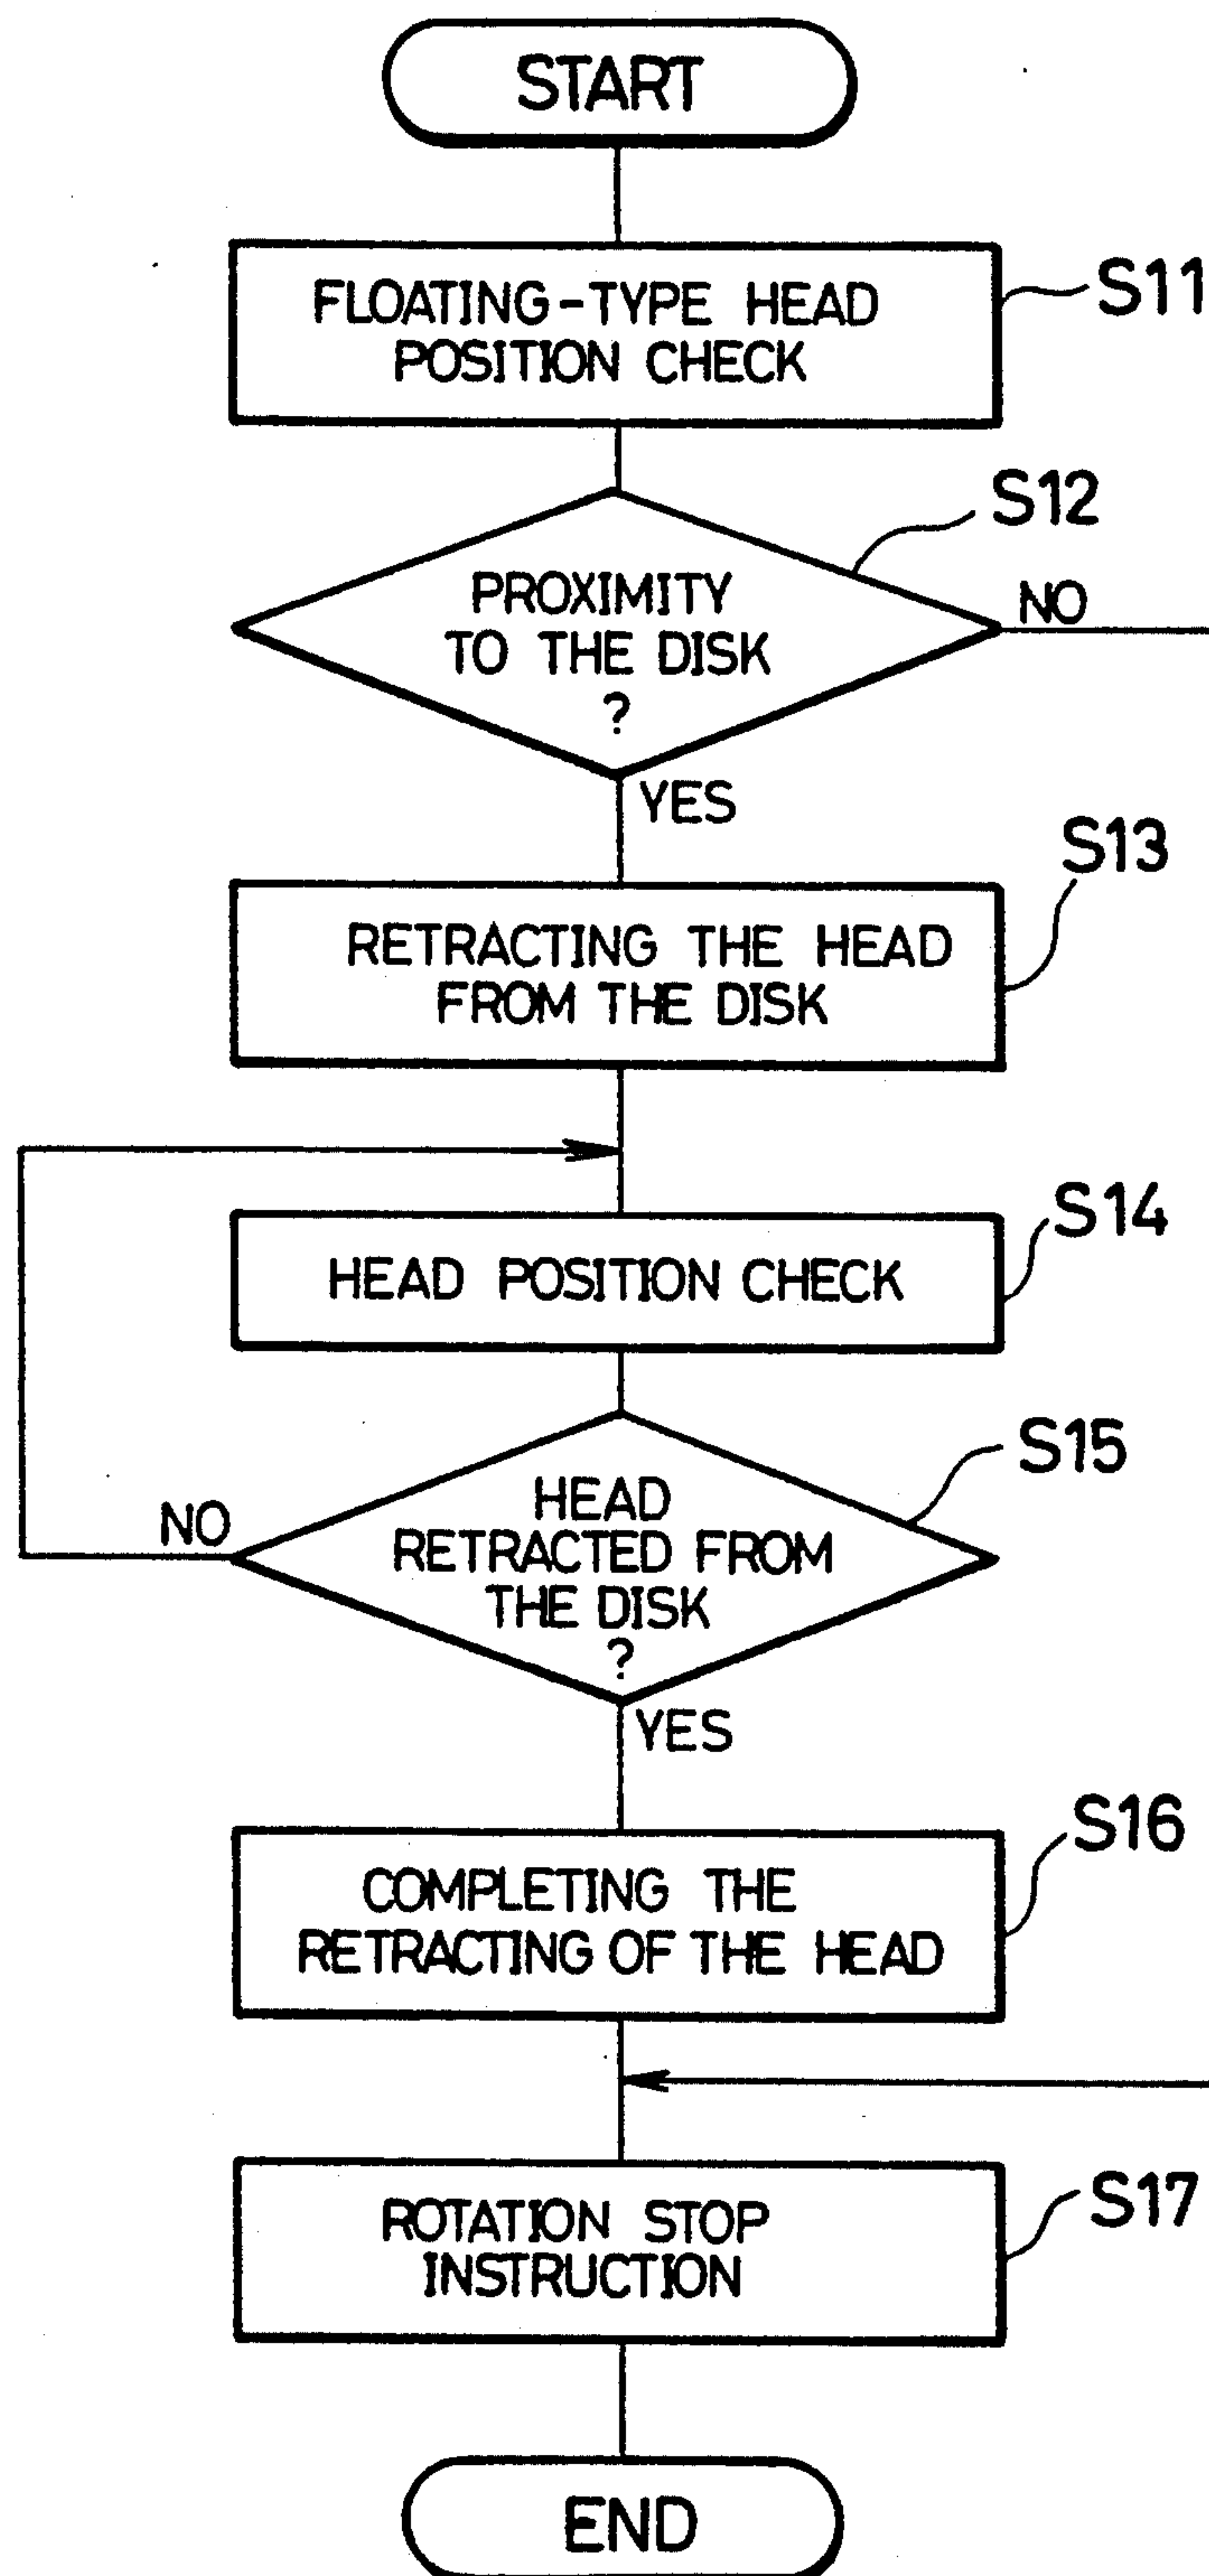 START
FLOATING-TYPE HEAD
POSITION CHECK
S11
S12
PROXIMITY
TO THE DISK
?
NO
YES
S13
RETRACTING THE HEAD
FROM THE DISK
S14
HEAD POSITION CHECK
S15
HEAD
RETRACTED FROM
THE DISK
?
NO
YES
S16
COMPLETING THE
RETRACTING OF THE HEAD
S17
ROTATION STOP
INSTRUCTION
END